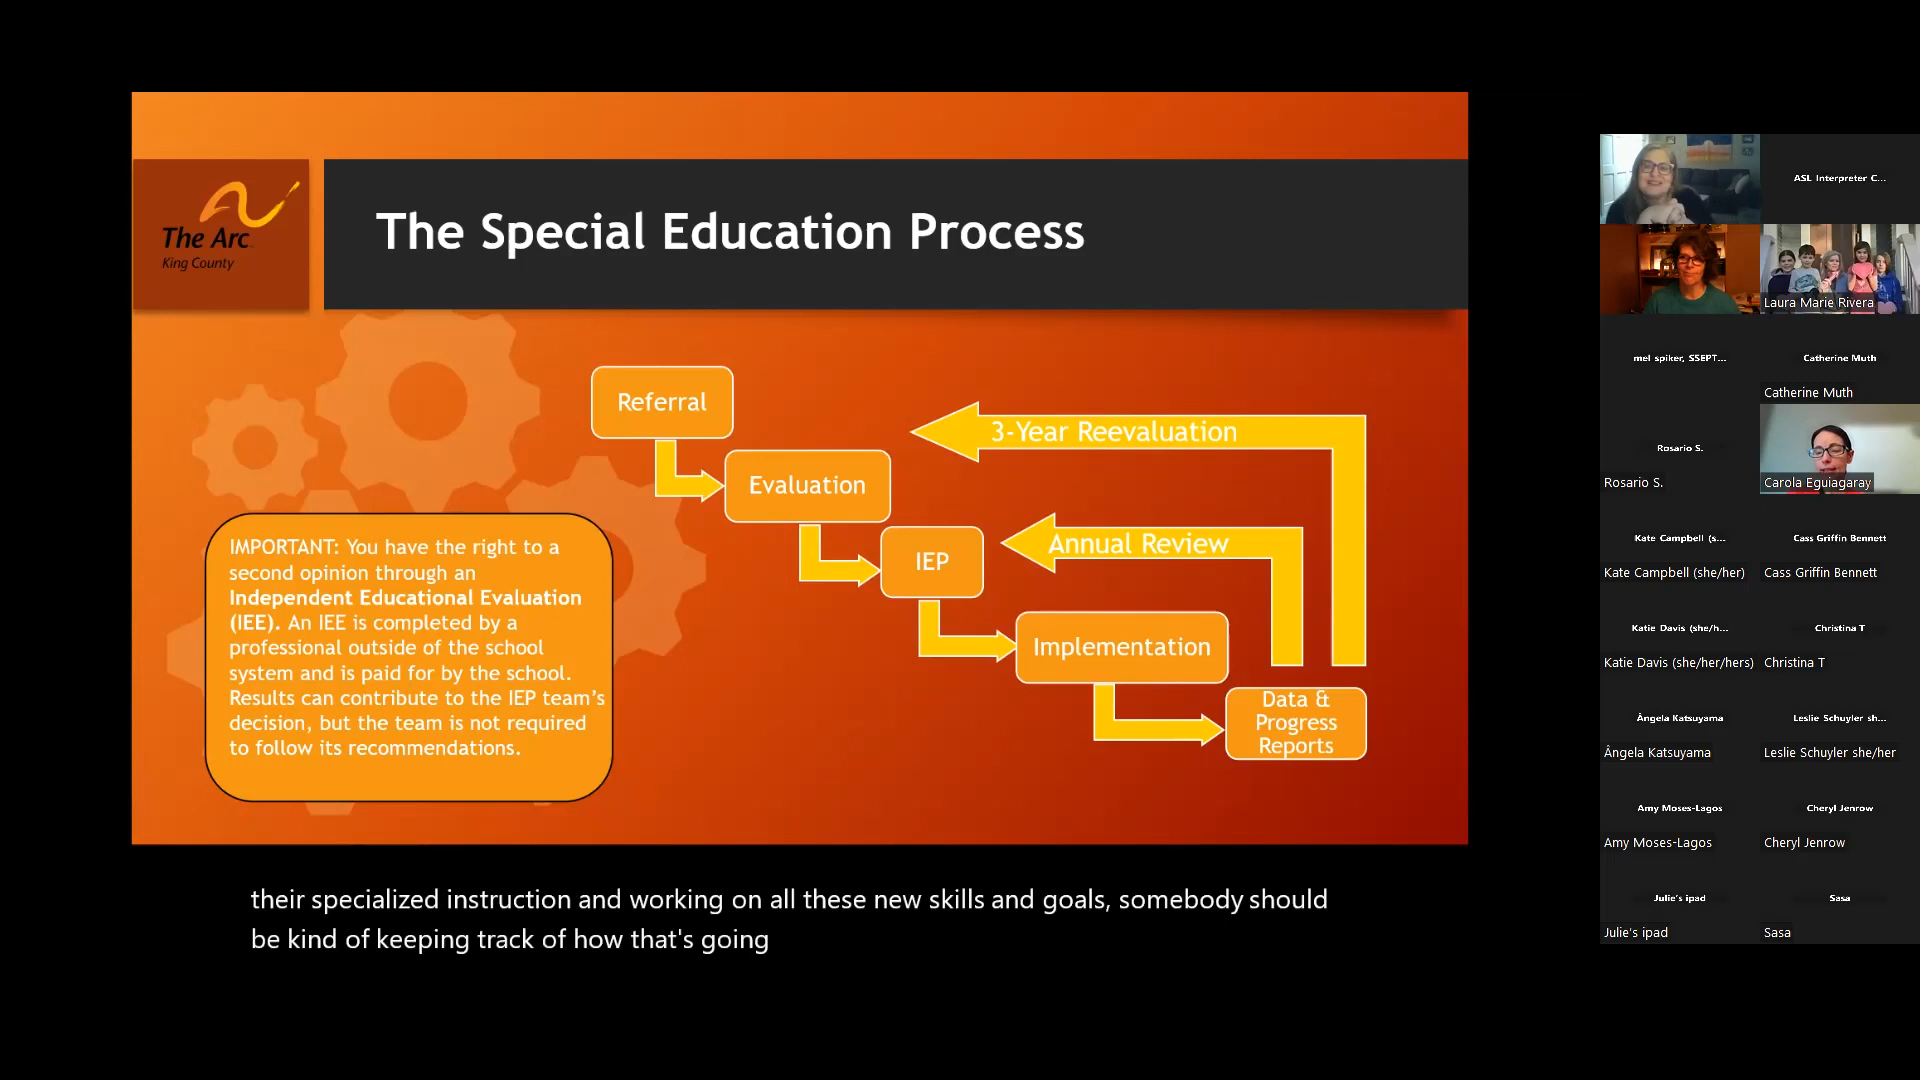 The Arc
King County
The Special Education Process
Referral
Evaluation
IEP
Implementation
Data &
Progress
Reports
3-Year Reevaluation
Annual Review
IMPORTANT: You have the right to a
second opinion through an
Independent Educational Evaluation
(IEE). An IEE is completed by a
professional outside of the school
system and is paid for by the school.
Results can contribute to the IEP team’s
decision, but the team is not required
to follow its recommendations.
their specialized instruction and working on all these new skills and goals, somebody should
be kind of keeping track of how that's going
ASL Interpreter C...
Laura Marie Rivera
mel spiker, SSEPT...
Catherine Muth
Catherine Muth
Rosario S.
Rosario S.
Carola Eguiagaray
Kate Campbell (s...
Kate Campbell (she/her)
Cass Griffin Bennett
Cass Griffin Bennett
Katie Davis (she/h...
Katie Davis (she/her/hers)
Christina T
Christina T
Ângela Katsuyama
Ângela Katsuyama
Leslie Schuyler sh...
Leslie Schuyler she/her
Amy Moses-Lagos
Amy Moses-Lagos
Cheryl Jenrow
Cheryl Jenrow
Julie's ipad
Julie's ipad
Sasa
Sasa